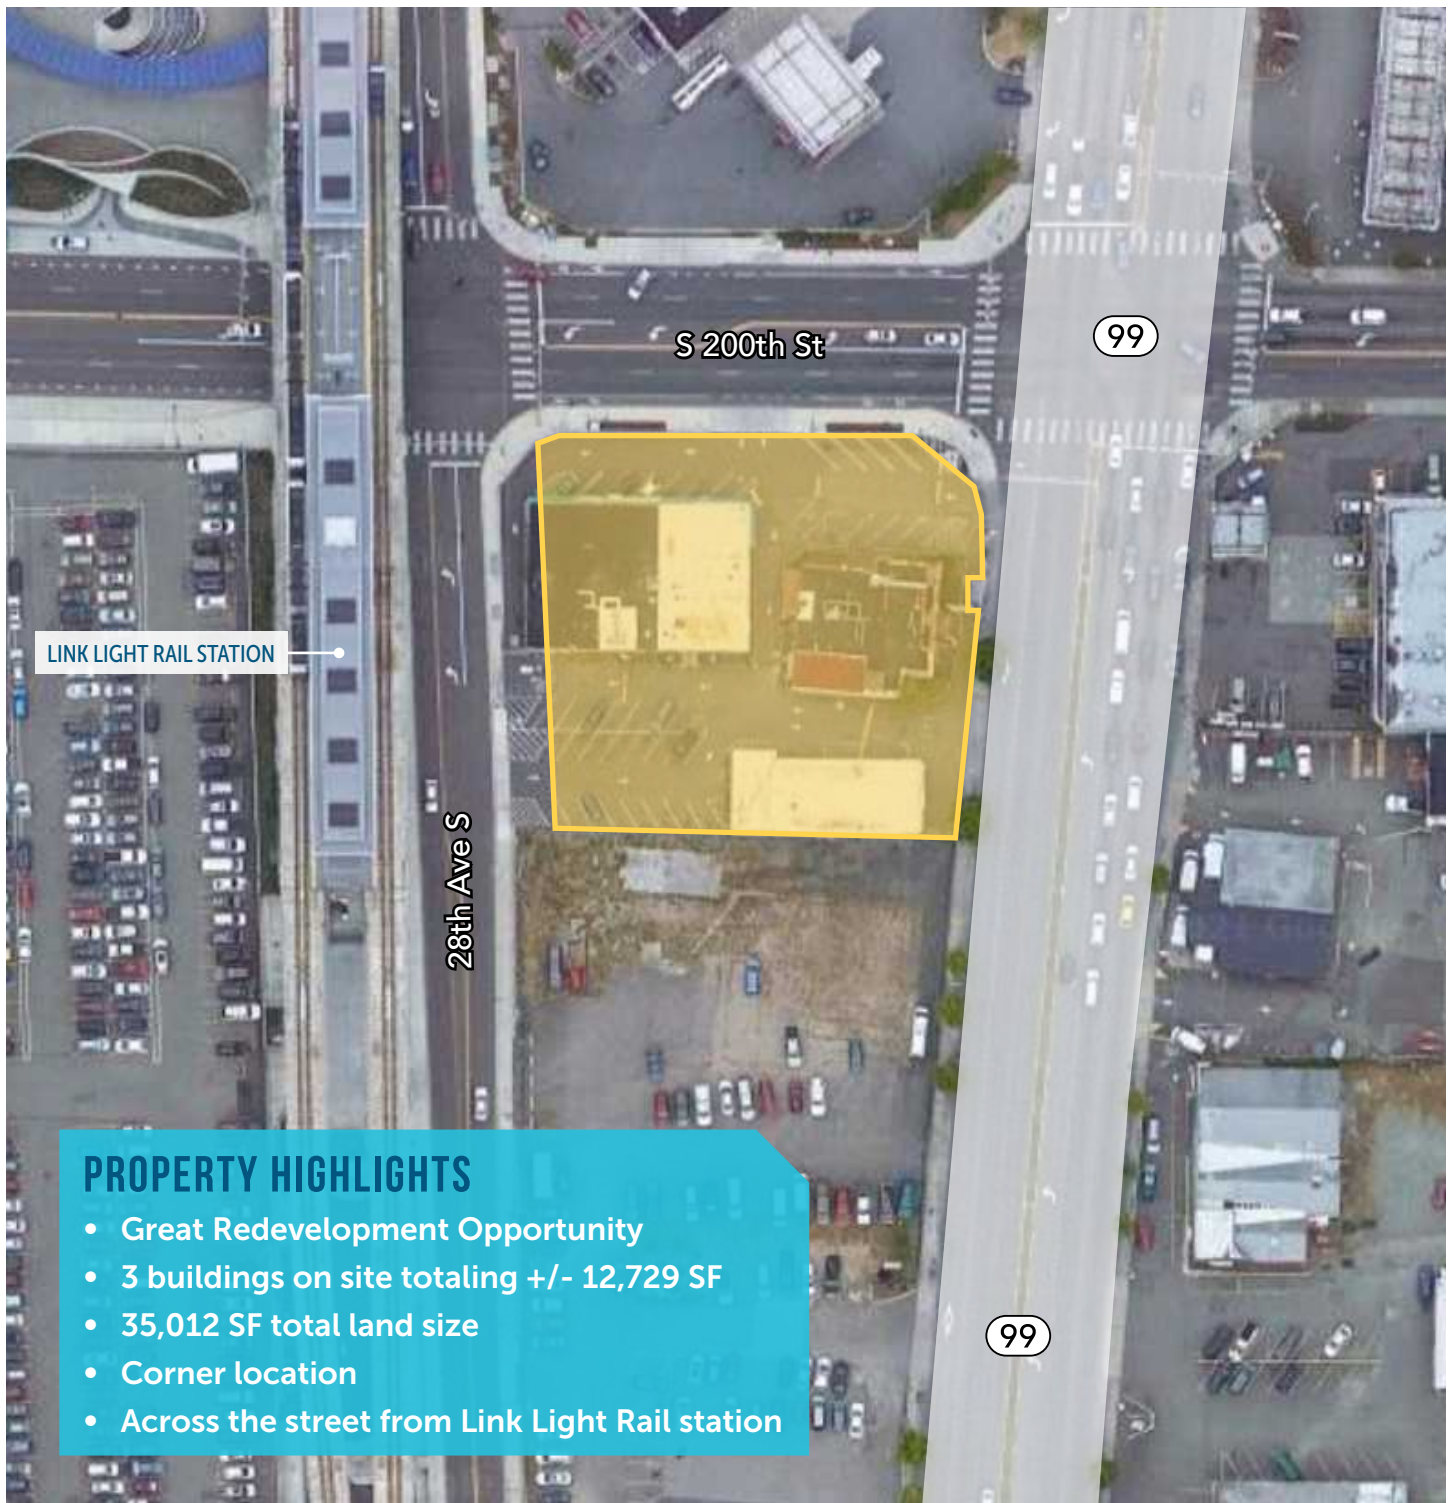 S 200th St
99
LINK LIGHT RAIL STATION
28th Ave S
PROPERTY HIGHLIGHTS
• Great Redevelopment Opportunity
• 3 buildings on site totaling +/- 12,729 SF
• 35,012 SF total land size
• Corner location
• Across the street from Link Light Rail station
99